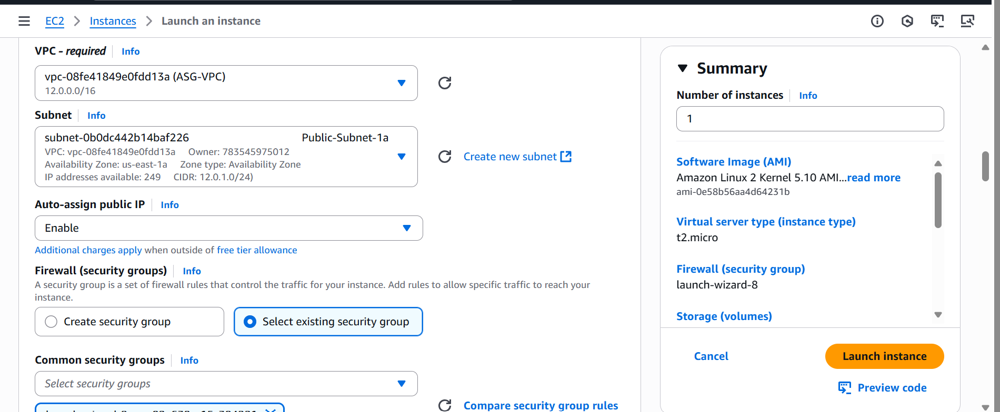 EC2 > Instances > Launch an instance
VPC - required Info
vpc-08fe41849e0fdd13a (ASG-VPC)
12.0.0.0/16
Subnet Info
subnet-0b0dc442b14baf226 Public-Subnet-1a
VPC: vpc-08fe41849e0fdd13a Owner: 783545975012
Availability Zone: us-east-1a Zone type: Availability Zone
IP addresses available: 249 CIDR: 12.0.1.0/24)
Create new subnet
Auto-assign public IP Info
Enable
Additional charges apply when outside of free tier allowance
Firewall (security groups) Info
A security group is a set of firewall rules that control the traffic for your instance. Add rules to allow specific traffic to reach your
instance.
Create security group
Select existing security group
Common security groups Info
Select security groups
Compare security group rules
Summary
Number of instances Info
1
Software Image (AMI)
Amazon Linux 2 Kernel 5.10 AMI...read more
ami-0e58b56aa4d64231b
Virtual server type (instance type)
t2.micro
Firewall (security group)
launch-wizard-8
Storage (volumes)
Cancel
Launch instance
Preview code